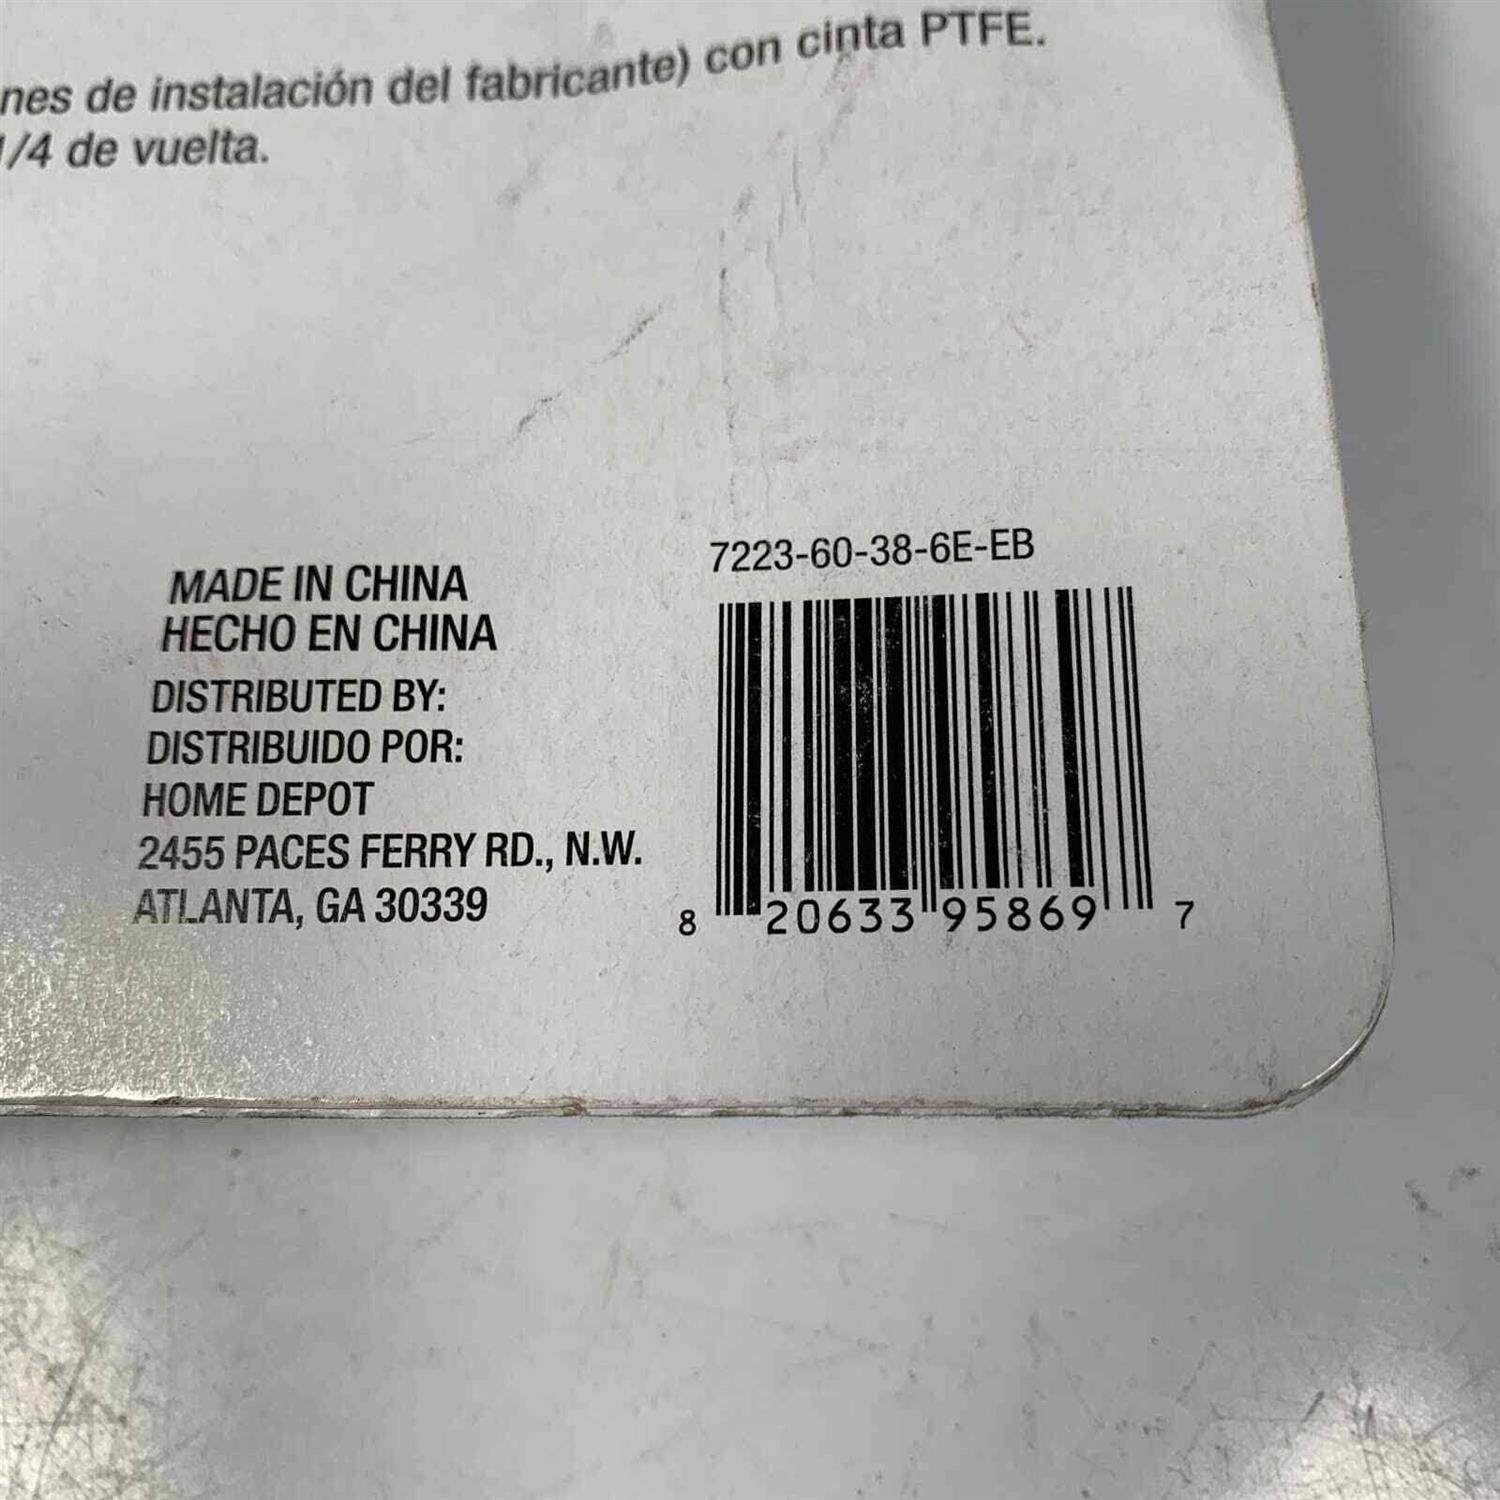 nes de instalación del fabricante) con cinta PTFE.
1/4 de vuelta.
MADE IN CHINA
HECHO EN CHINA
DISTRIBUTED BY:
DISTRIBUIDO POR:
HOME DEPOT
2455 PACES FERRY RD., N.W.
ATLANTA, GA 30339
7223-60-38-6E-EB
8 20633 95869 7